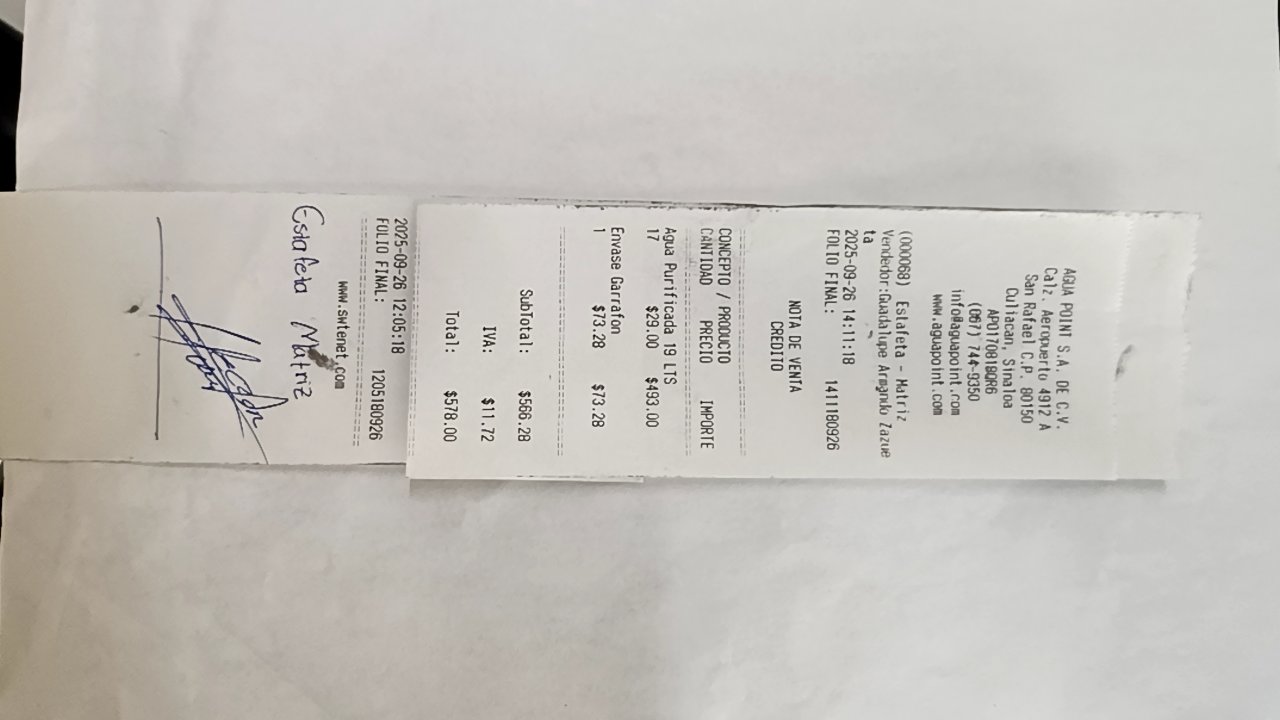 AGUA POINT S.A. DE C.V.
Calz. Aeropuerto 4912 A
San Rafael C.P. 80150
Culiacan, Sinaloa
APO170818QR6
(667) 744-9350
info@aguapoint.com
www.aguapoint.com
(000068) Estafeta - Matriz
Vendedor:Guadalupe Armando Zazue
ta
2025-09-26 14:11:18
FOLIO FINAL: 1411180926
NOTA DE VENTA
CREDITO
CONCEPTO / PRODUCTO
CANTIDAD PRECIO IMPORTE
Agua Purificada 19 LTS
17 $29.00 $493.00
Envase Garrafon
1 $73.28 $73.28
SubTotal: $566.28
IVA: $11.72
Total: $578.00
2025-09-26 12:05:18
FOLIO FINAL: 1205180926
www.swtenet.com
Estafeta Matriz